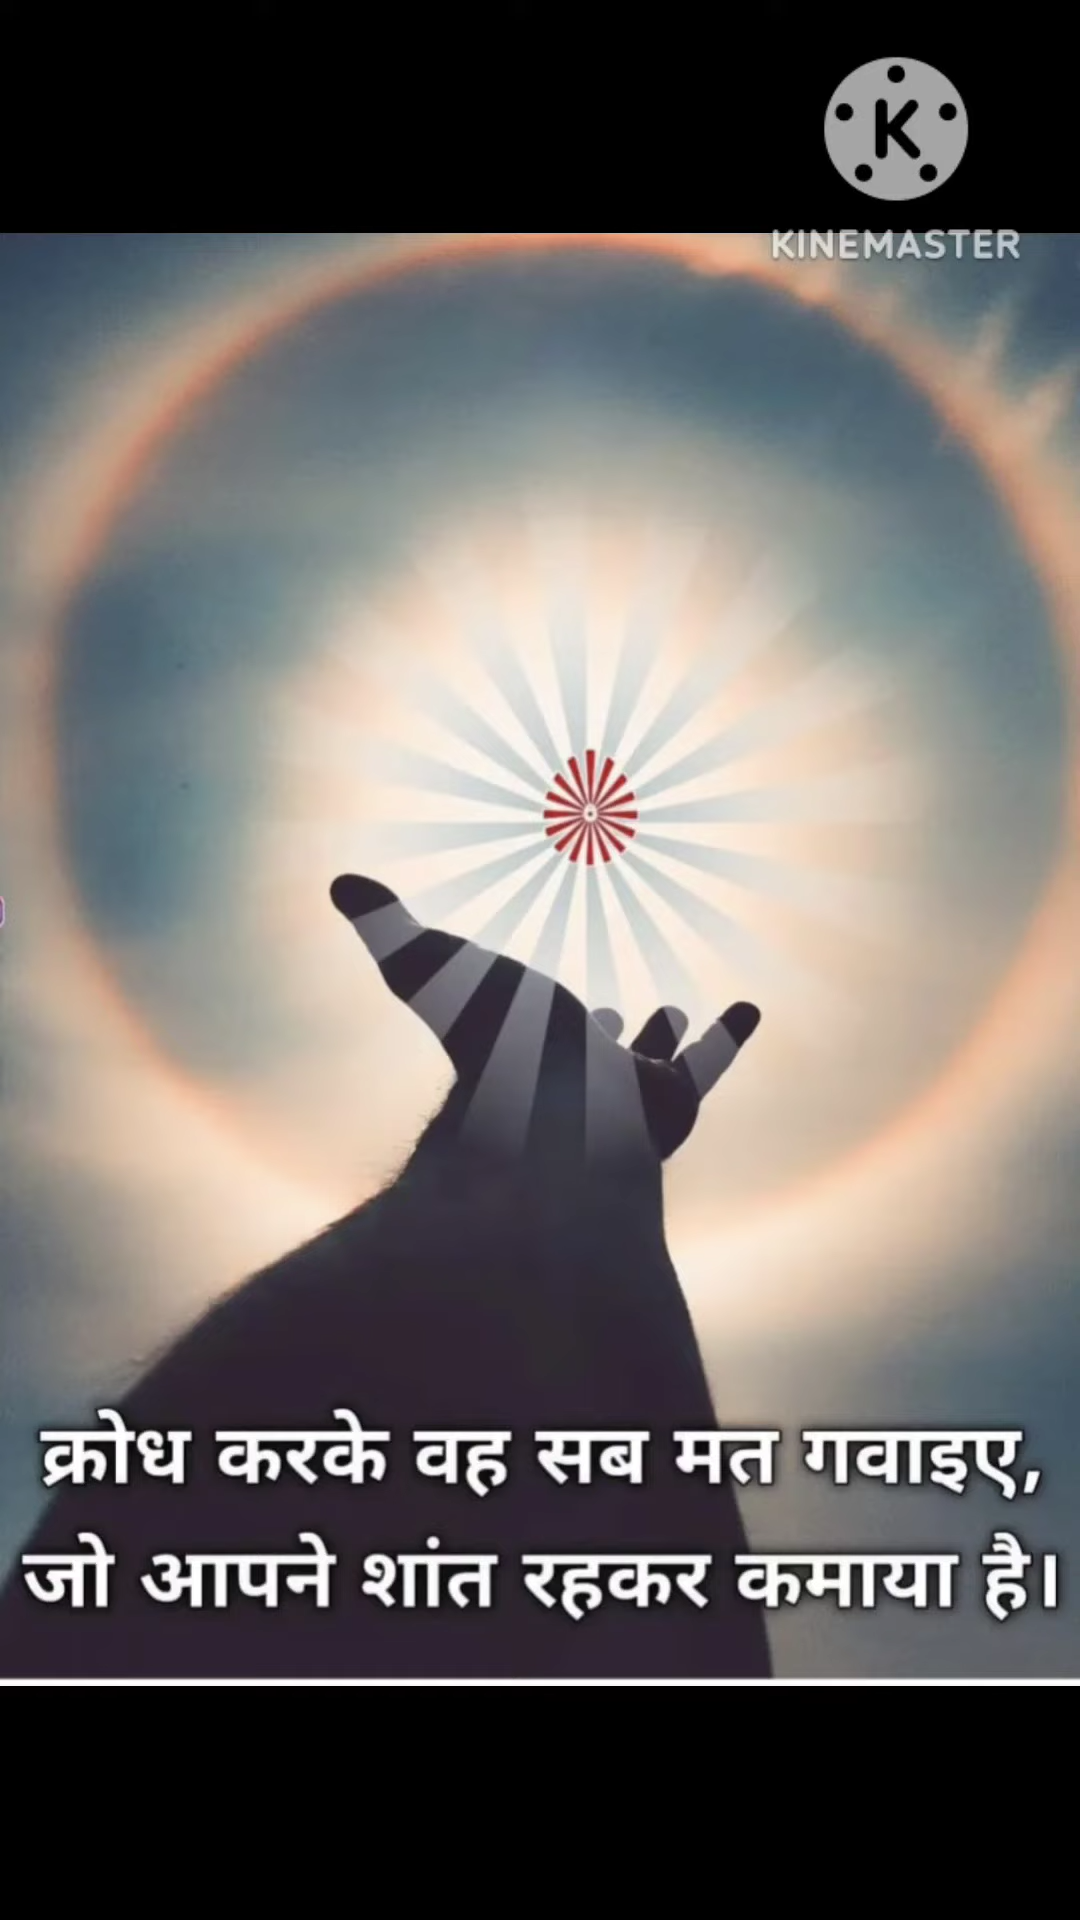 K
KINEMASTER
क्रोध करके वह सब मत गवाइए,
जो आपने शांत रहकर कमाया है।